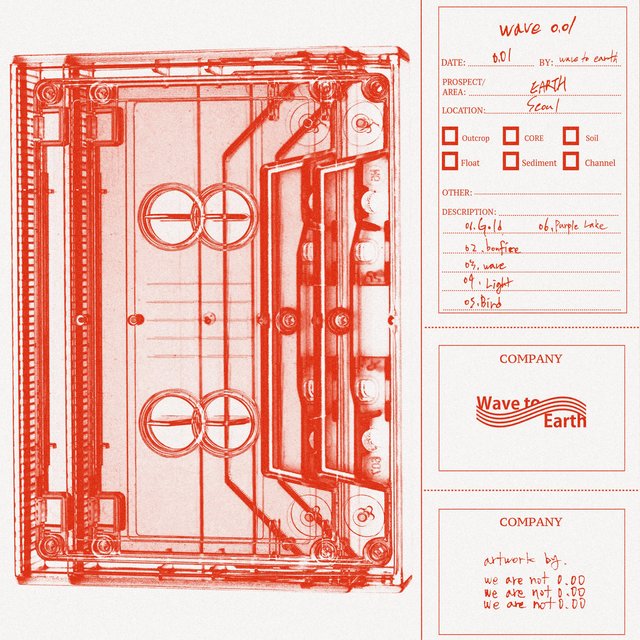 wave 0.01
DATE: 0.01 BY: wave to earth
PROSPECT/
AREA: EARTH
LOCATION: Seoul
Outcrop CORE Soil
Float Sediment Channel
OTHER:
DESCRIPTION:
01. Gold 06. Purple Lake
02. bonfire
03. wave
04. Light
05. Bird
COMPANY
Wave to
Earth
COMPANY
artwork by.
we are not 0.00
we are not 0.00
we are not 0.00